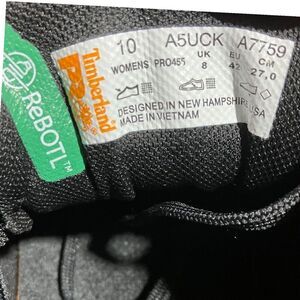 10 A5UCK A7759
UK EU CM
WOMENS PRO455 8 42 27,0
DESIGNED IN NEW HAMPSHIRE, USA
MADE IN VIETNAM
Timberland
PRO
ReBOTL™